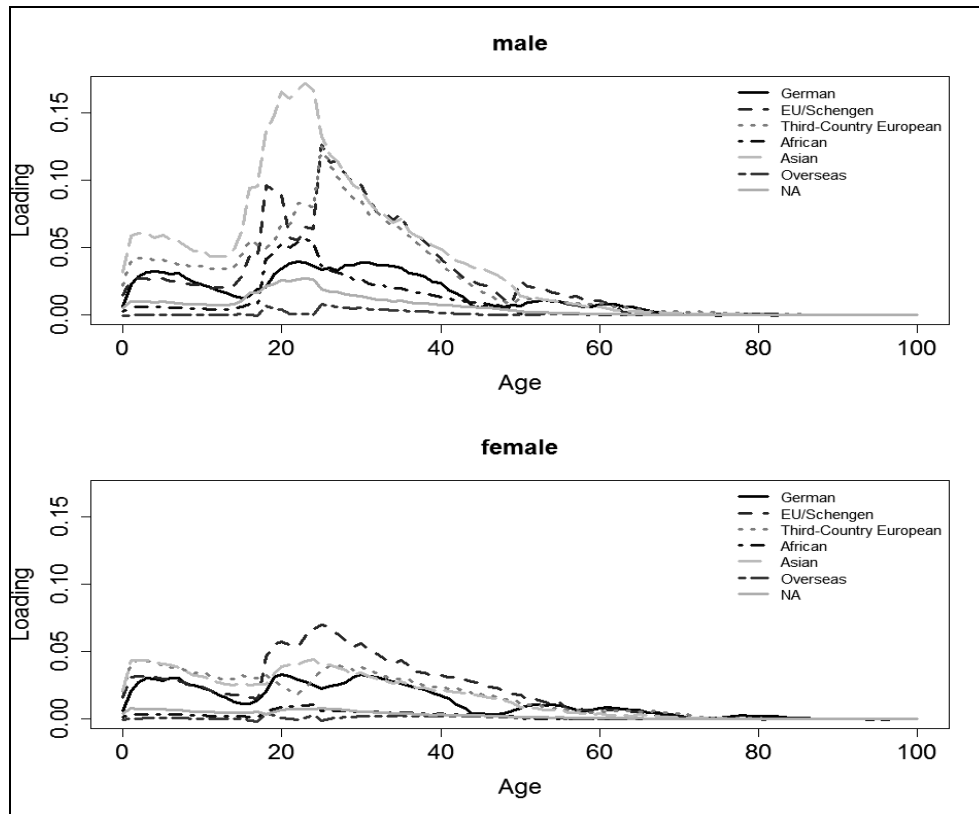 male
Loading
0.00 0.05 0.10 0.15
German
EU/Schengen
Third-Country European
African
Asian
Overseas
NA
0 20 40 60 80 100
Age
female
Loading
0.00 0.05 0.10 0.15
German
EU/Schengen
Third-Country European
African
Asian
Overseas
NA
0 20 40 60 80 100
Age